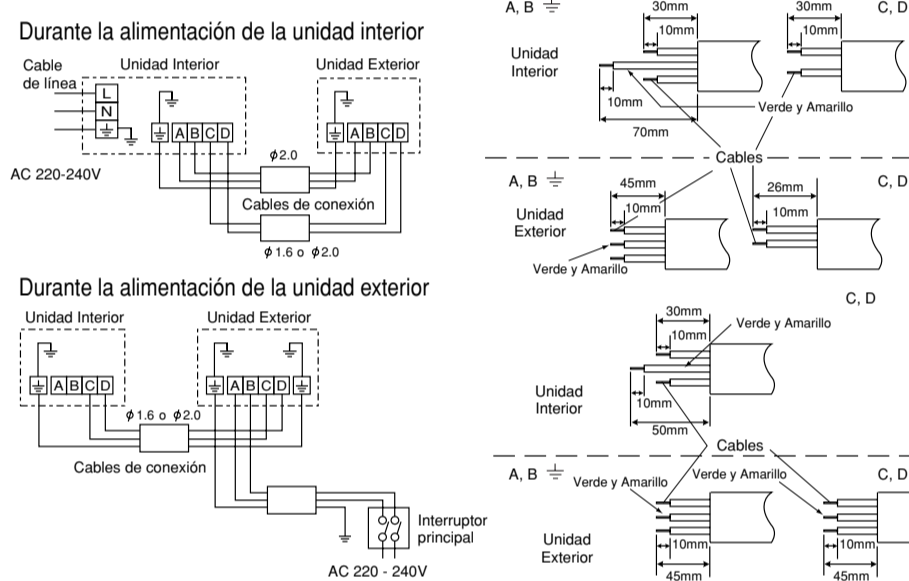 Durante la alimentación de la unidad interior
Cable
de línea
Unidad Interior
Unidad Exterior
L
N
A B C D
A B C D
AC 220-240V
ϕ2.0
Cables de conexión
ϕ1.6 o ϕ2.0
Durante la alimentación de la unidad exterior
Unidad Interior
Unidad Exterior
A B C D
A B C D
ϕ1.6 o ϕ2.0
Cables de conexión
Interruptor
principal
AC 220 - 240V
A, B
30mm
30mm
C, D
10mm
10mm
Unidad
Interior
10mm
Verde y Amarillo
70mm
Cables
A, B
45mm
26mm
C, D
10mm
10mm
Unidad
Exterior
Verde y Amarillo
C, D
30mm
Verde y Amarillo
10mm
Unidad
Interior
10mm
50mm
Cables
A, B
Verde y Amarillo
Verde y Amarillo
C, D
Unidad
Exterior
10mm
10mm
45mm
45mm